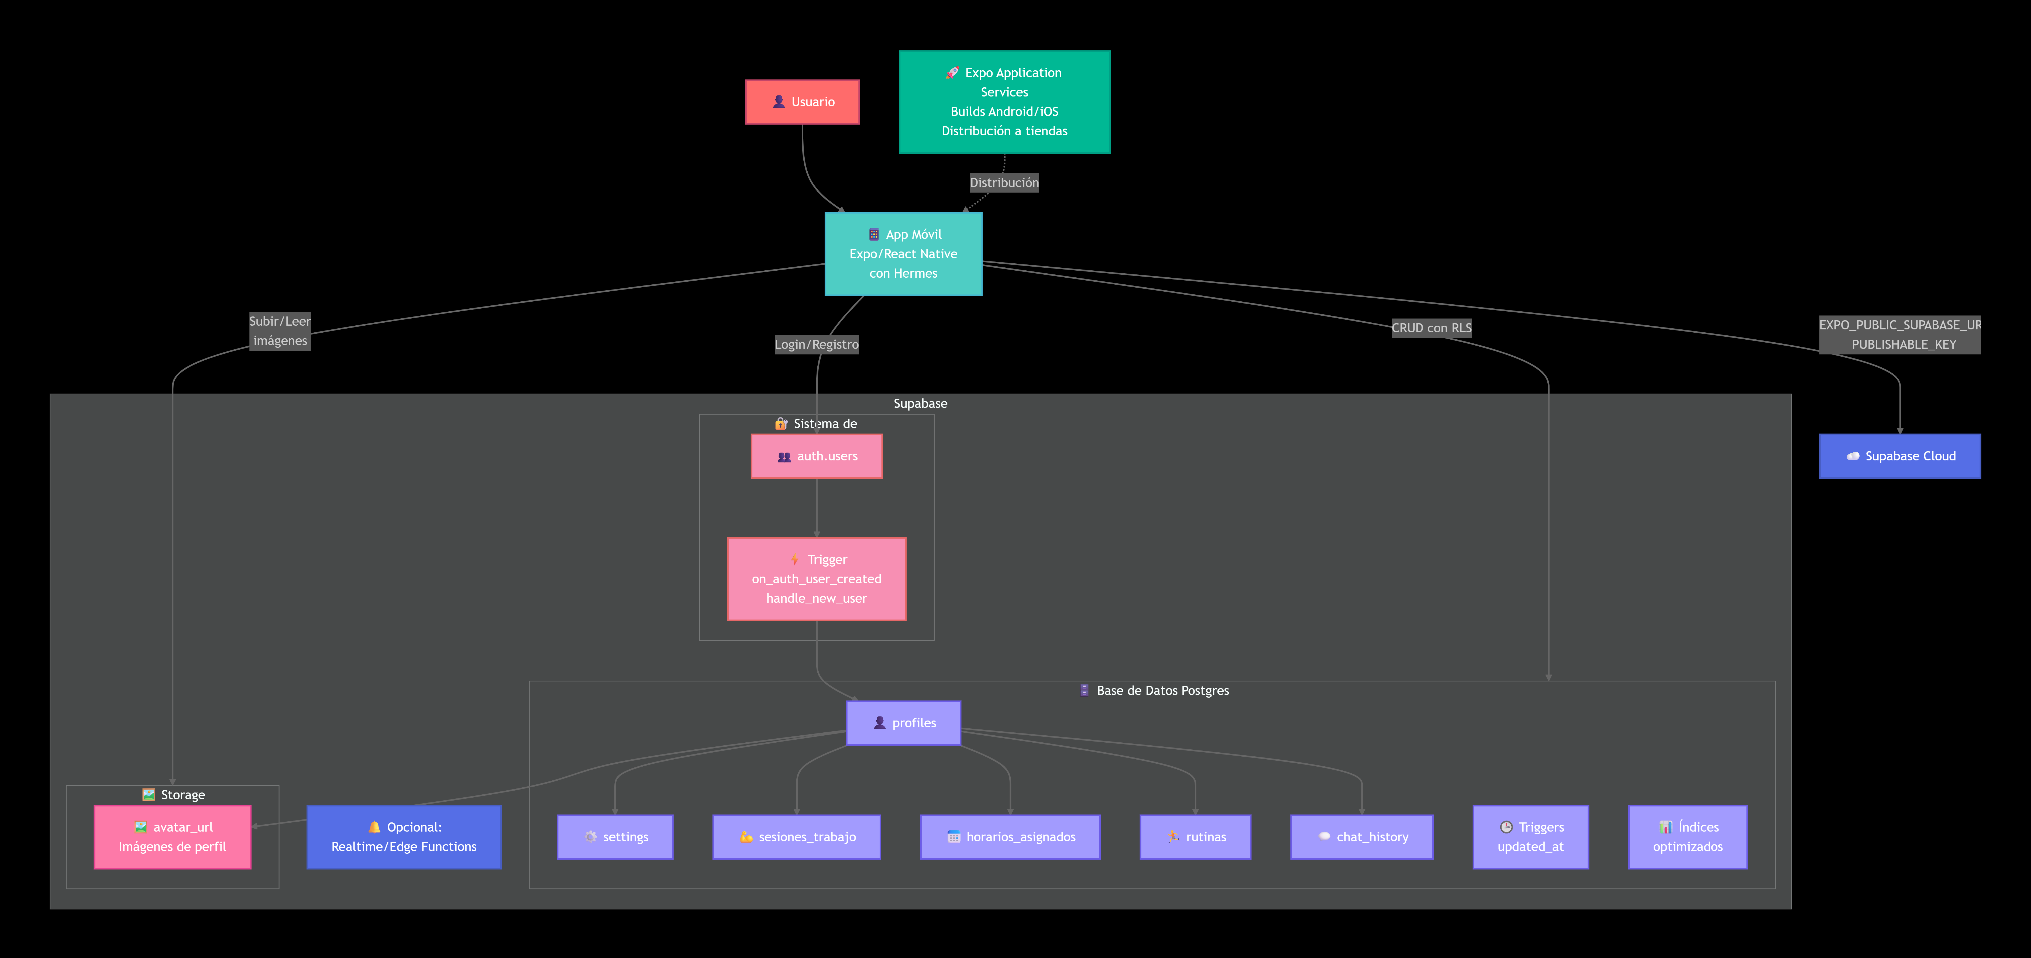 Usuario
Expo Application
Services
Builds Android/iOS
Distribución a tiendas
Distribución
App Móvil
Expo/React Native
con Hermes
Subir/Leer
imágenes
Login/Registro
CRUD con RLS
EXPO_PUBLIC_SUPABASE_UR
PUBLISHABLE_KEY
Supabase
Sistema de
auth.users
Supabase Cloud
Trigger
on_auth_user_created
handle_new_user
Base de Datos Postgres
profiles
Storage
avatar_url
Imágenes de perfil
Opcional:
Realtime/Edge Functions
settings
sesiones_trabajo
horarios_asignados
rutinas
chat_history
Triggers
updated_at
Índices
optimizados